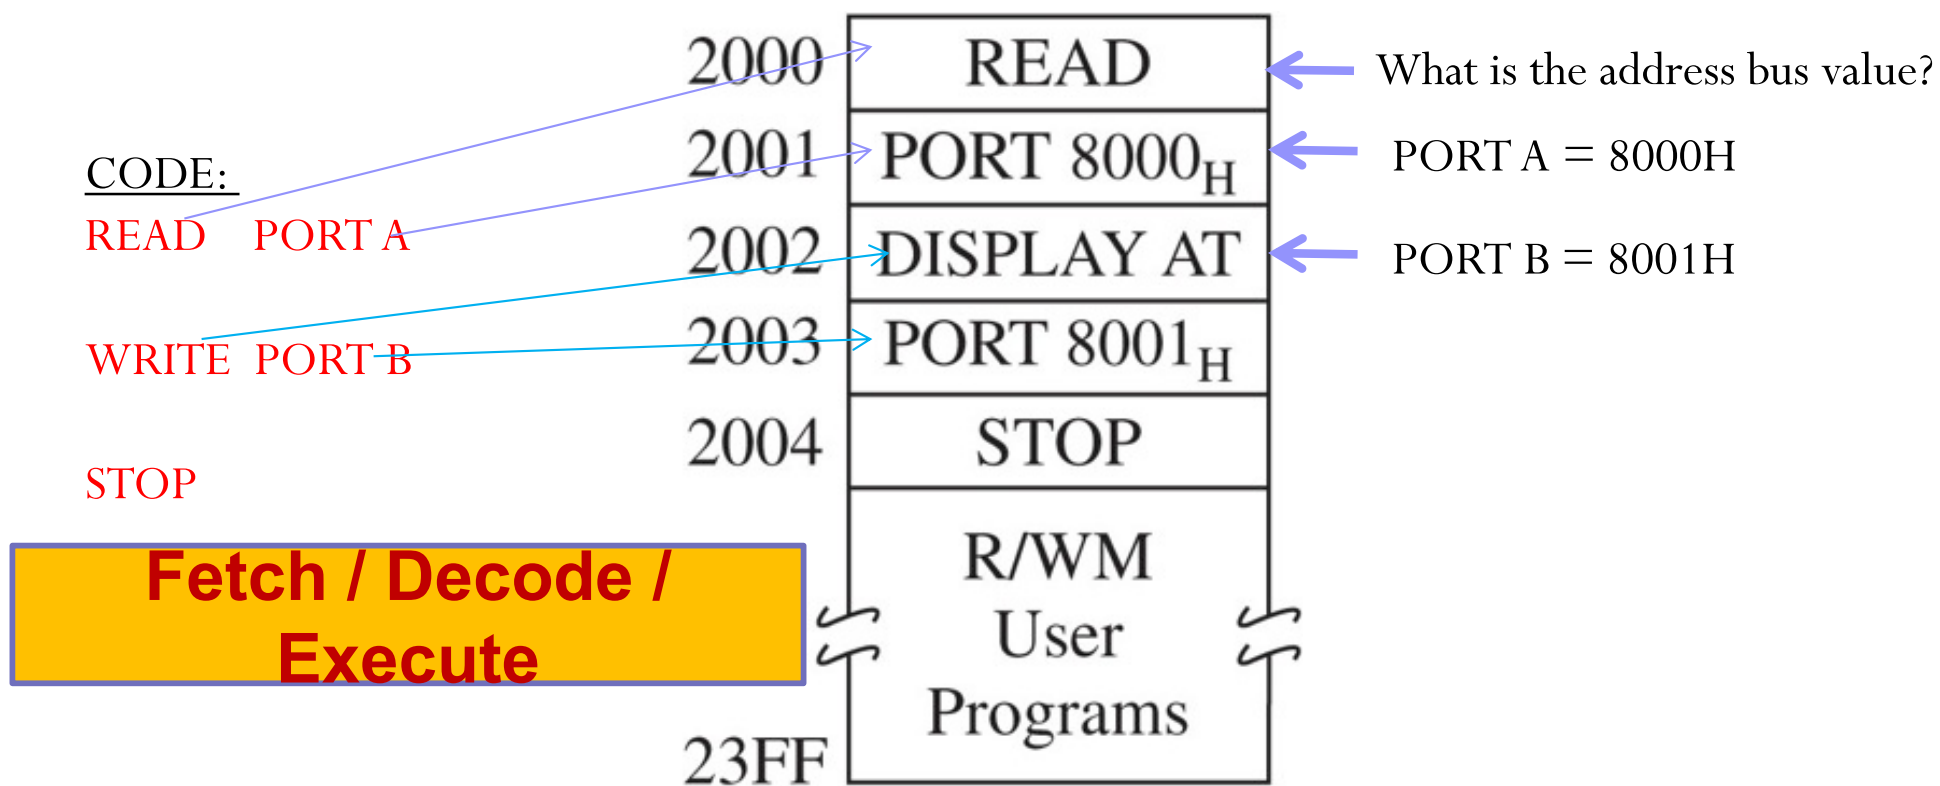 CODE:
READ PORT A
WRITE PORT B
STOP
Fetch / Decode /
Execute
2000 READ
2001 PORT 8000H
2002 DISPLAY AT
2003 PORT 8001H
2004 STOP
R/WM
User
Programs
23FF
What is the address bus value?
PORT A = 8000H
PORT B = 8001H